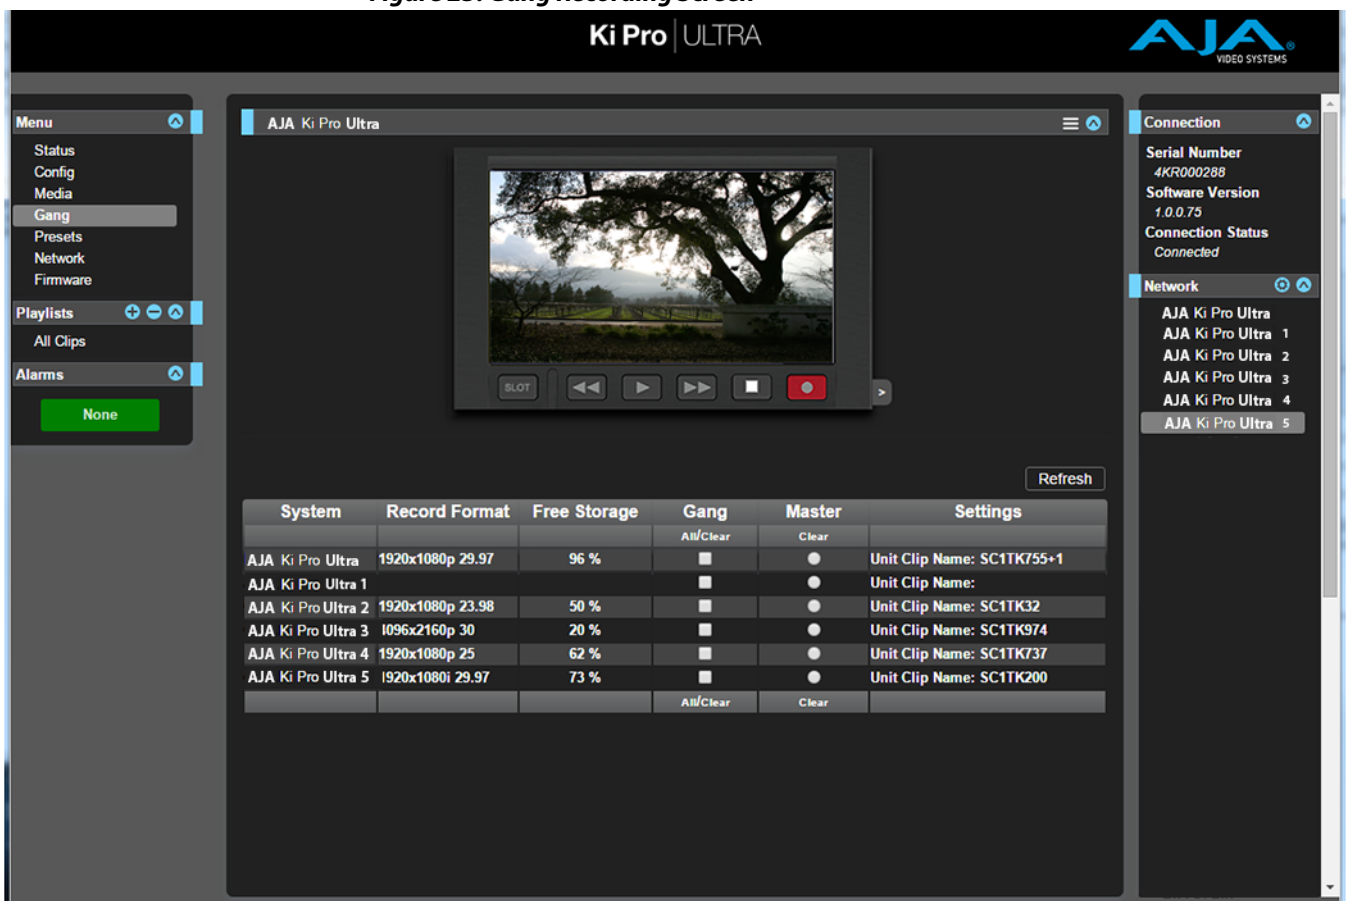 Figure 23. Gang Recording Screen
Ki Pro ULTRA
AJA ®
VIDEO SYSTEMS
Menu
Status
Config
Media
Gang
Presets
Network
Firmware
Playlists
All Clips
Alarms
None
AJA Ki Pro Ultra
SLOT
>
Refresh
System Record Format Free Storage Gang Master Settings
All/Clear Clear
AJA Ki Pro Ultra 1920x1080p 29.97 96 % Unit Clip Name: SC1TK755+1
AJA Ki Pro Ultra 1 Unit Clip Name:
AJA Ki Pro Ultra 2 1920x1080p 23.98 50 % Unit Clip Name: SC1TK32
AJA Ki Pro Ultra 3 4096x2160p 30 20 % Unit Clip Name: SC1TK974
AJA Ki Pro Ultra 4 1920x1080p 25 62 % Unit Clip Name: SC1TK737
AJA Ki Pro Ultra 5 1920x1080i 29.97 73 % Unit Clip Name: SC1TK200
All/Clear Clear
Connection
Serial Number
4KR000288
Software Version
1.0.0.75
Connection Status
Connected
Network
AJA Ki Pro Ultra
AJA Ki Pro Ultra 1
AJA Ki Pro Ultra 2
AJA Ki Pro Ultra 3
AJA Ki Pro Ultra 4
AJA Ki Pro Ultra 5